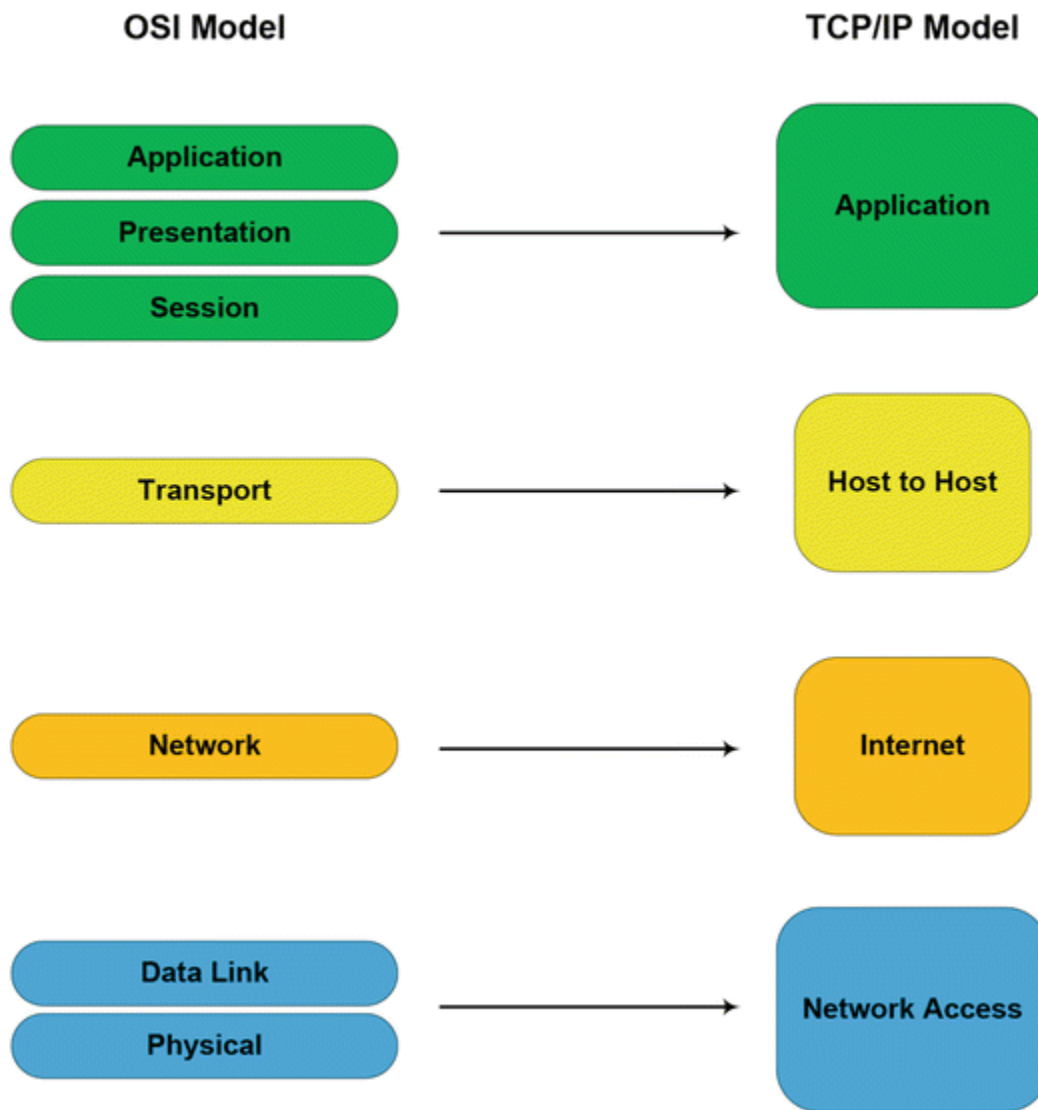 OSI Model
TCP/IP Model
Application
Presentation
Session
Application
Transport
Host to Host
Network
Internet
Data Link
Physical
Network Access